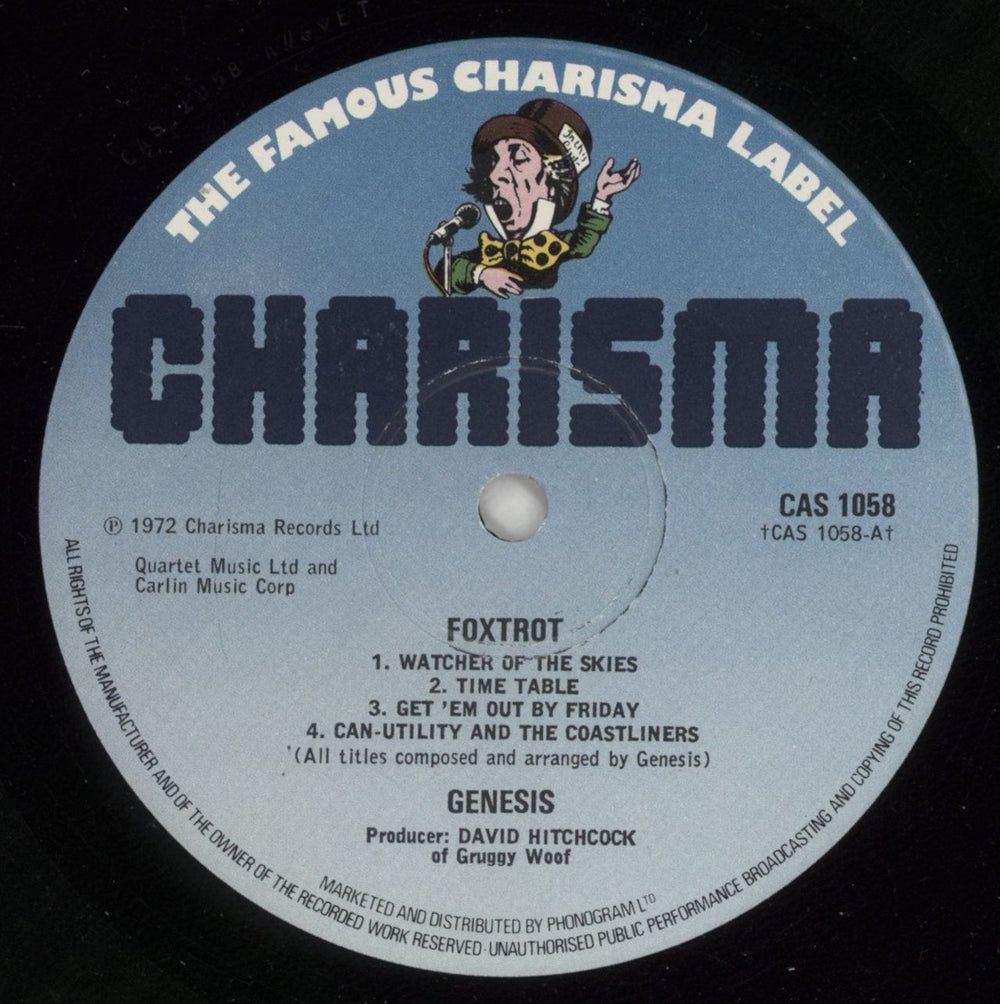 THE FAMOUS CHARISMA LABEL
In this
CHARISMA
CAS 1058
†CAS 1058-A†
℗ 1972 Charisma Records Ltd
Quartet Music Ltd and
Carlin Music Corp
FOXTROT
1. WATCHER OF THE SKIES
2. TIME TABLE
3. GET 'EM OUT BY FRIDAY
4. CAN-UTILITY AND THE COASTLINERS
(All titles composed and arranged by Genesis)
GENESIS
Producer: DAVID HITCHCOCK
of Gruggy Woof
MARKETED AND DISTRIBUTED BY PHONOGRAM LTD
ALL RIGHTS OF THE MANUFACTURER AND OF THE OWNER OF THE RECORDED WORK RESERVED·UNAUTHORISED PUBLIC PERFORMANCE BROADCASTING AND COPYING OF THIS RECORD PROHIBITED